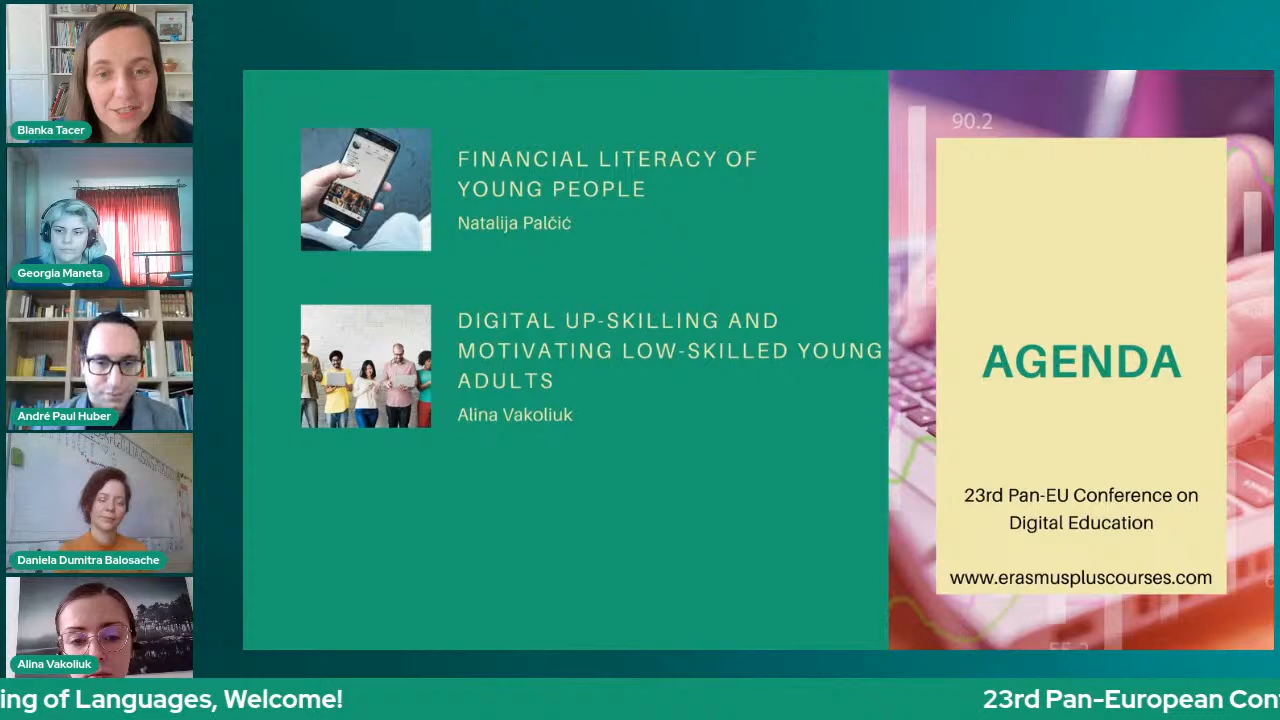 Blanka Tacer
Georgia Maneta
André Paul Huber
Daniela Dumitra Balosache
Alina Vakoliuk
FINANCIAL LITERACY OF
YOUNG PEOPLE
Natalija Palčić
DIGITAL UP-SKILLING AND
MOTIVATING LOW-SKILLED YOUNG
ADULTS
Alina Vakoliuk
90.2
AGENDA
23rd Pan-EU Conference on
Digital Education
www.erasmuspluscourses.com
55.2
ing of Languages, Welcome!
23rd Pan-European Con